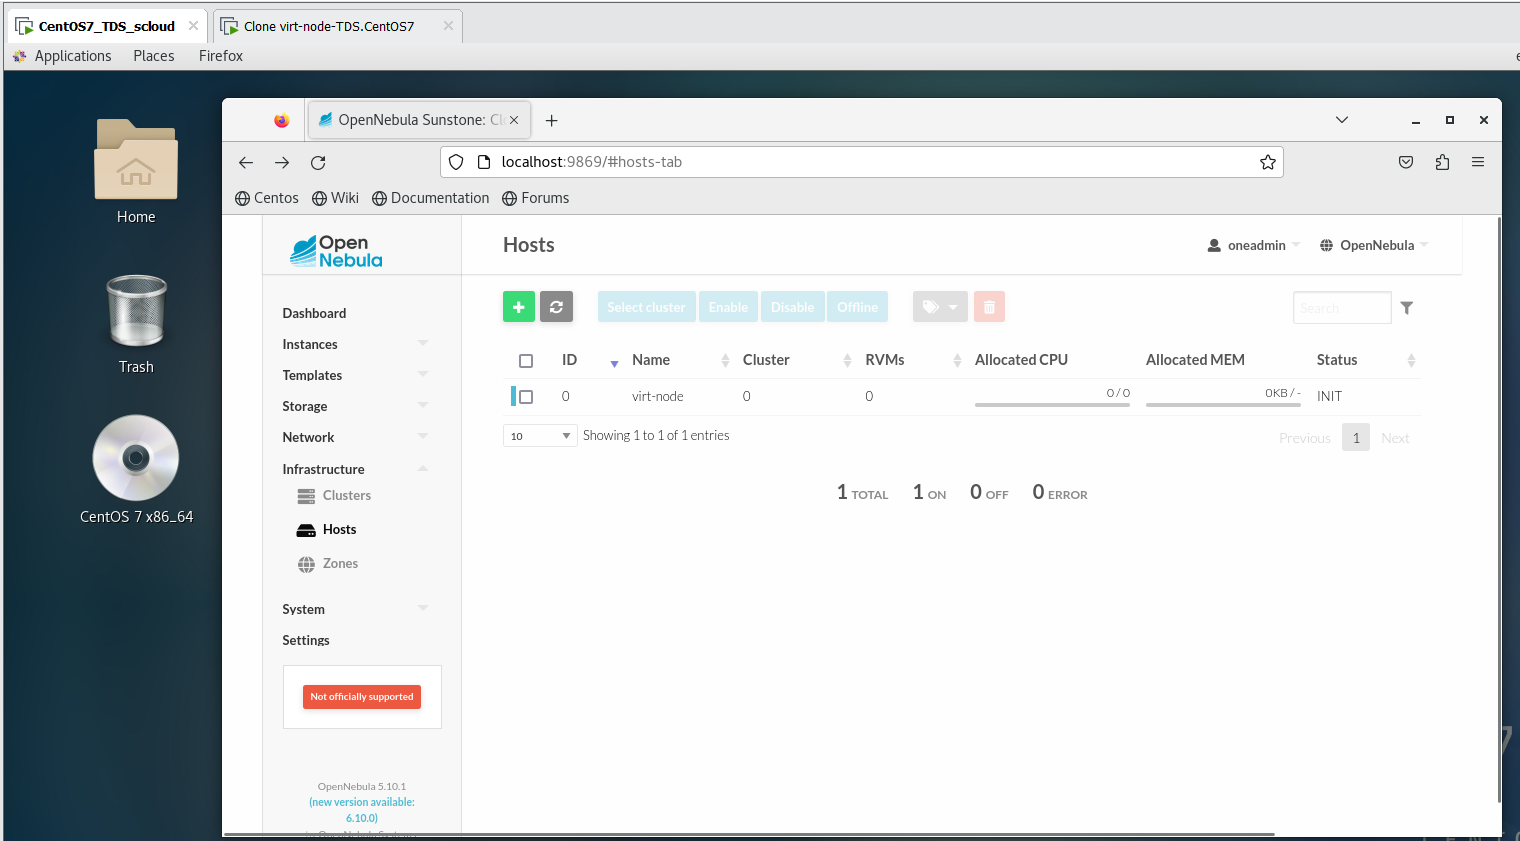 CentOS7_TDS_scloud
Clone virt-node-TDS.CentOS7
Applications Places Firefox
Home
Trash
CentOS 7 x86_64
OpenNebula Sunstone: Cl
localhost:9869/#hosts-tab
Centos Wiki Documentation Forums
Open
Nebula
Hosts
oneadmin OpenNebula
Dashboard
Instances
Templates
Storage
Network
Infrastructure
Clusters
Hosts
Zones
System
Settings
Not officially supported
OpenNebula 5.10.1
(new version available:
6.10.0)
Select cluster Enable Disable Offline
Search
ID Name Cluster RVMs Allocated CPU Allocated MEM Status
0 virt-node 0 0 0 / 0 0KB / - INIT
10 Showing 1 to 1 of 1 entries
Previous 1 Next
1 TOTAL 1 ON 0 OFF 0 ERROR
7